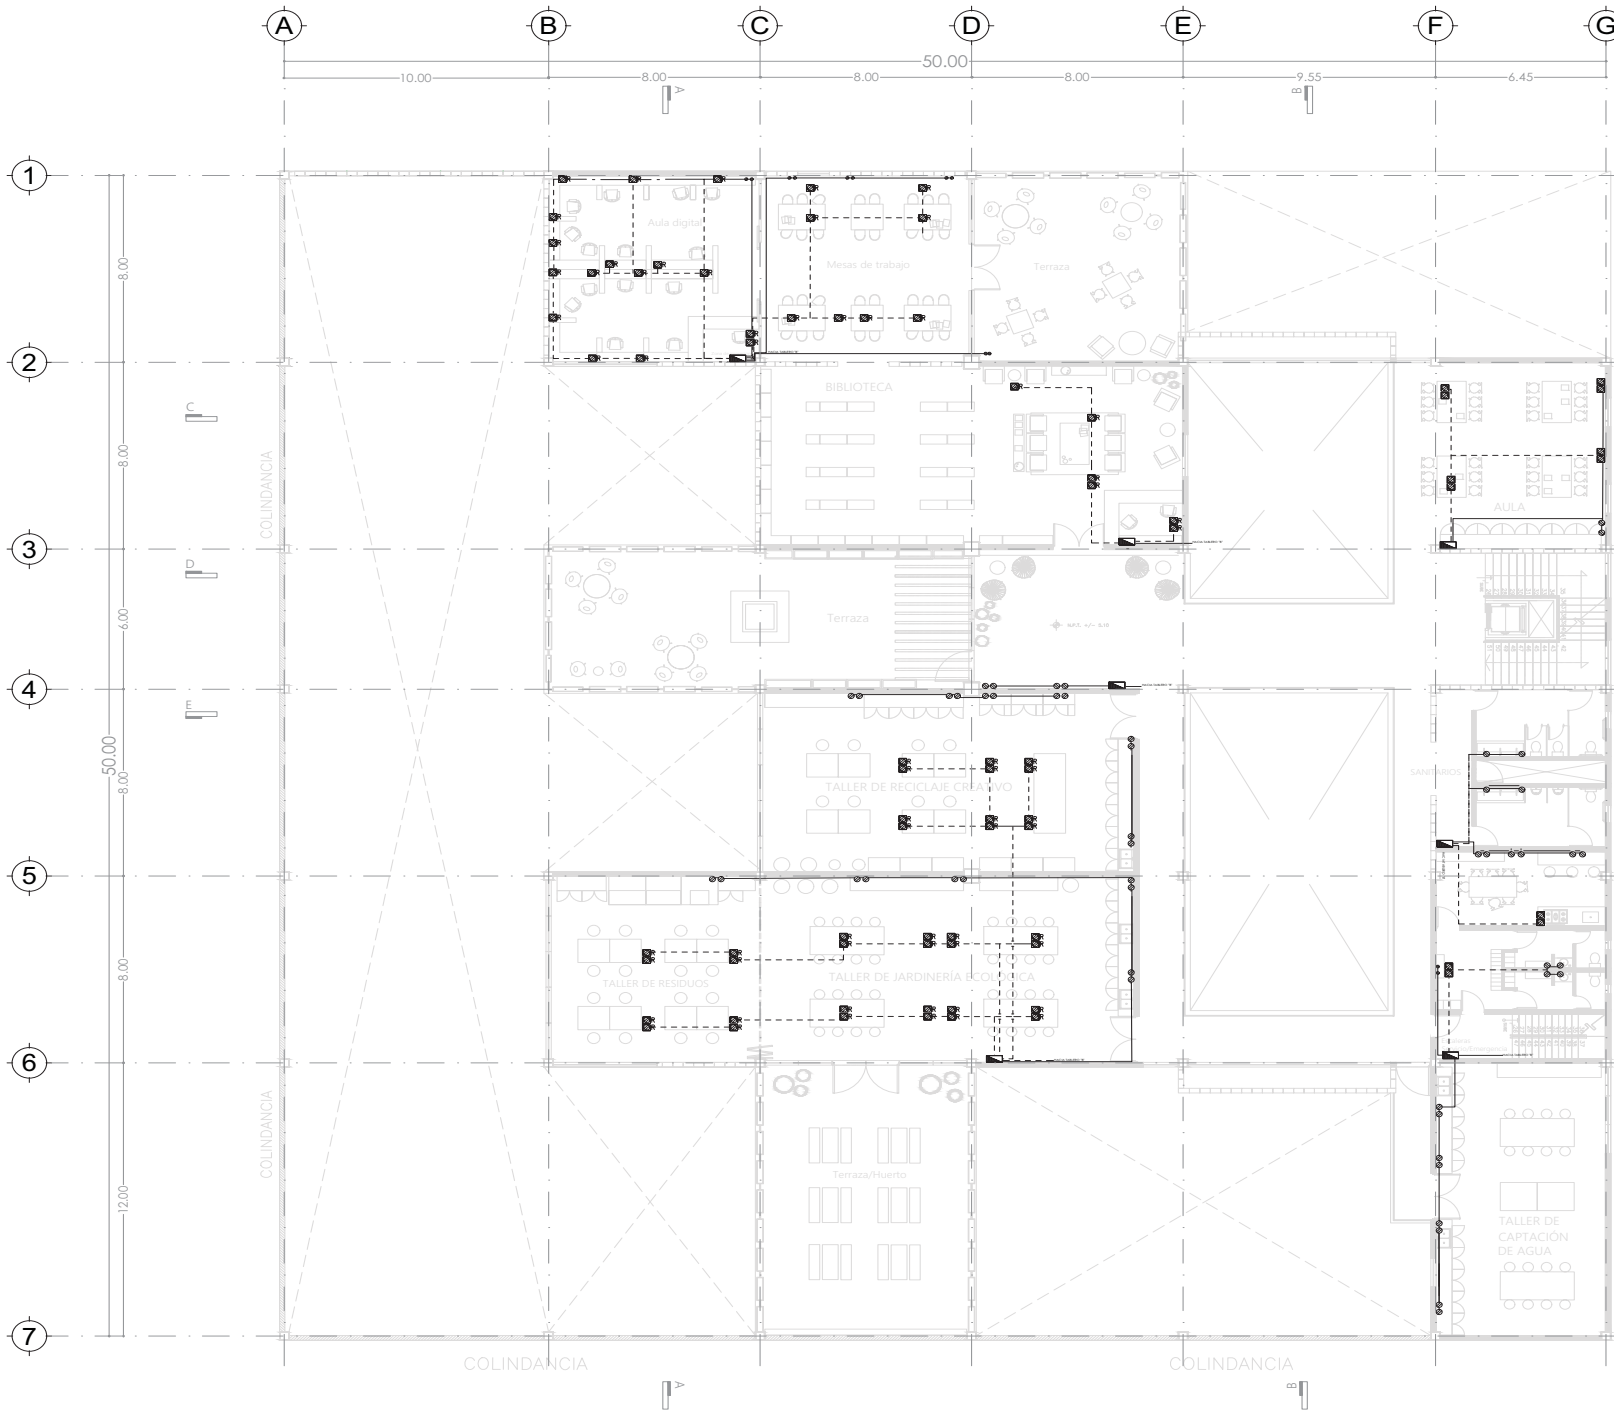 A B C D E F G
50.00
10.00 8.00 8.00 8.00 9.55 6.45
A B
1
2
3
4
5
6
7
8.00
8.00
6.00
8.00
8.00
12.00
50.00
C
D
E
COLINDANCIA
COLINDANCIA
Aula digital
Mesas de trabajo
Terraza
BIBLIOTECA
AULA
Terraza
N.P.T. +/- 5.10
TALLER DE RECICLAJE CREATIVO
SANITARIOS
TALLER DE RESIDUOS
TALLER DE JARDINERÍA ECOLÓGICA
Terraza/Huerto
TALLER DE
CAPTACIÓN
DE AGUA
COLINDANCIA COLINDANCIA
A B